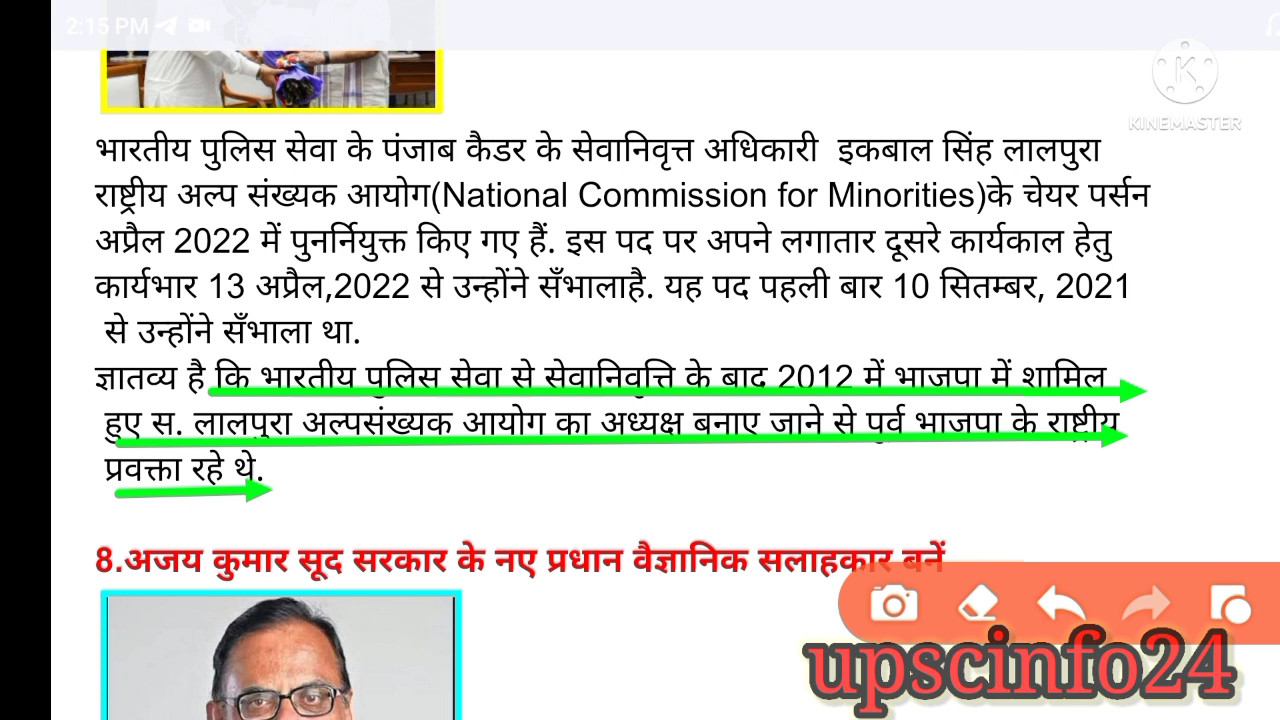 2:15 PM
KINEMASTER
भारतीय पुलिस सेवा के पंजाब कैडर के सेवानिवृत्त अधिकारी इकबाल सिंह लालपुरा
राष्ट्रीय अल्प संख्यक आयोग(National Commission for Minorities)के चेयर पर्सन
अप्रैल 2022 में पुनर्नियुक्त किए गए हैं. इस पद पर अपने लगातार दूसरे कार्यकाल हेतु
कार्यभार 13 अप्रैल,2022 से उन्होंने सँभालाहै. यह पद पहली बार 10 सितम्बर, 2021
से उन्होंने सँभाला था.
ज्ञातव्य है कि भारतीय पुलिस सेवा से सेवानिवृत्ति के बाद 2012 में भाजपा में शामिल
हुए स. लालपुरा अल्पसंख्यक आयोग का अध्यक्ष बनाए जाने से पूर्व भाजपा के राष्ट्रीय
प्रवक्ता रहे थे.
8.अजय कुमार सूद सरकार के नए प्रधान वैज्ञानिक सलाहकार बनें
upscinfo24